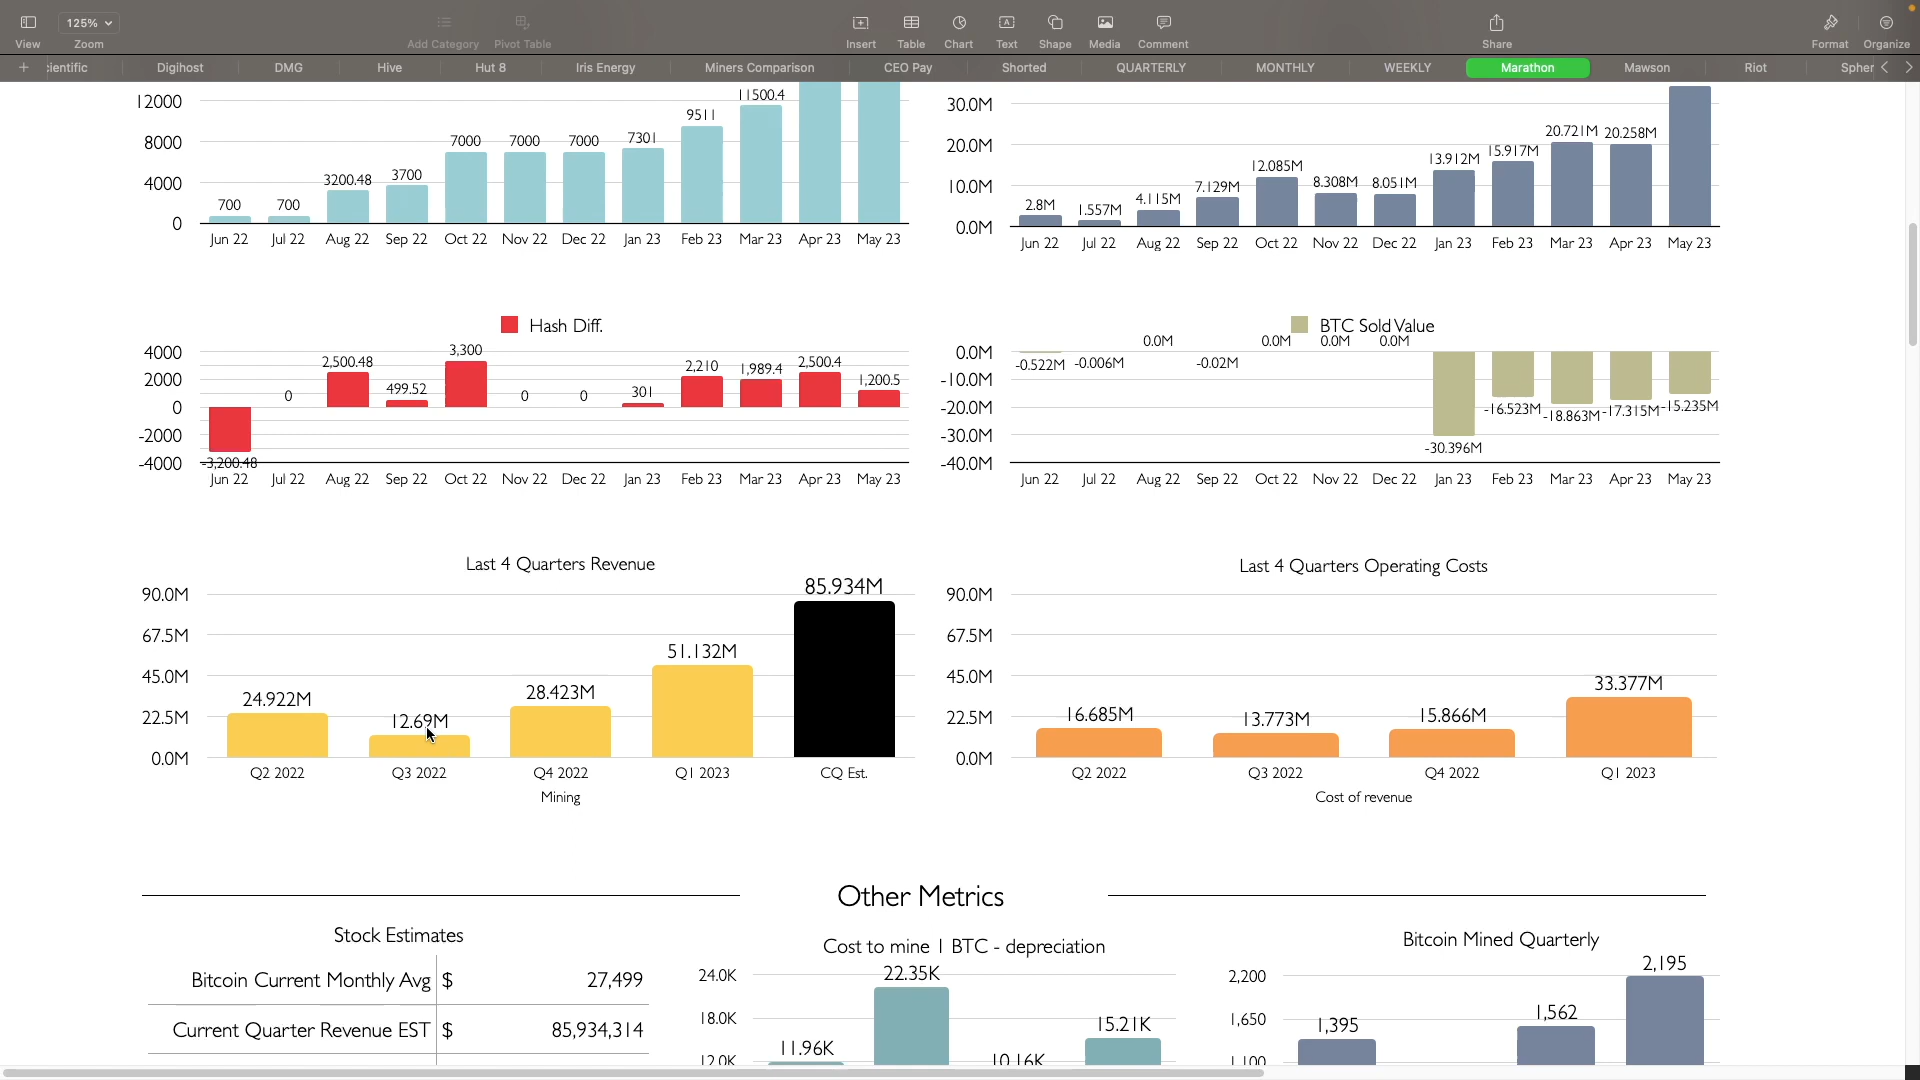 125%
View
Zoom
Add Category
Pivot Table
Insert
Table
Chart
Text
Shape
Media
Comment
Share
Format
Organize
+
ientific
Digihost
DMG
Hive
Hut 8
Iris Energy
Miners Comparison
CEO Pay
Shorted
QUARTERLY
MONTHLY
WEEKLY
Marathon
Mawson
Riot
Spher
12000
8000
4000
0
700
700
3200.48
3700
7000
7000
7000
7301
9511
11500.4
Jun 22
Jul 22
Aug 22
Sep 22
Oct 22
Nov 22
Dec 22
Jan 23
Feb 23
Mar 23
Apr 23
May 23
30.0M
20.0M
10.0M
0.0M
2.8M
1.557M
4.115M
7.129M
12.085M
8.308M
8.051M
13.912M
15.917M
20.721M
20.258M
Jun 22
Jul 22
Aug 22
Sep 22
Oct 22
Nov 22
Dec 22
Jan 23
Feb 23
Mar 23
Apr 23
May 23
Hash Diff.
4000
2000
0
-2000
-4000
-3,200.48
0
2,500.48
499.52
3,300
0
0
301
2,210
1,989.4
2,500.4
1,200.5
Jun 22
Jul 22
Aug 22
Sep 22
Oct 22
Nov 22
Dec 22
Jan 23
Feb 23
Mar 23
Apr 23
May 23
BTC Sold Value
0.0M
-10.0M
-20.0M
-30.0M
-40.0M
-0.522M
-0.006M
0.0M
-0.02M
0.0M
0.0M
0.0M
-30.396M
-16.523M
-18.863M
-17.315M
-15.235M
Jun 22
Jul 22
Aug 22
Sep 22
Oct 22
Nov 22
Dec 22
Jan 23
Feb 23
Mar 23
Apr 23
May 23
Last 4 Quarters Revenue
90.0M
67.5M
45.0M
22.5M
0.0M
24.922M
12.69M
28.423M
51.132M
85.934M
Q2 2022
Q3 2022
Q4 2022
Q1 2023
CQ Est.
Mining
Last 4 Quarters Operating Costs
90.0M
67.5M
45.0M
22.5M
0.0M
16.685M
13.773M
15.866M
33.377M
Q2 2022
Q3 2022
Q4 2022
Q1 2023
Cost of revenue
Other Metrics
Stock Estimates
Bitcoin Current Monthly Avg $ 27,499
Current Quarter Revenue EST $ 85,934,314
Cost to mine 1 BTC - depreciation
24.0K
18.0K
12.0K
11.96K
22.35K
10.16K
15.21K
Bitcoin Mined Quarterly
2,200
1,650
1,100
1,395
1,562
2,195